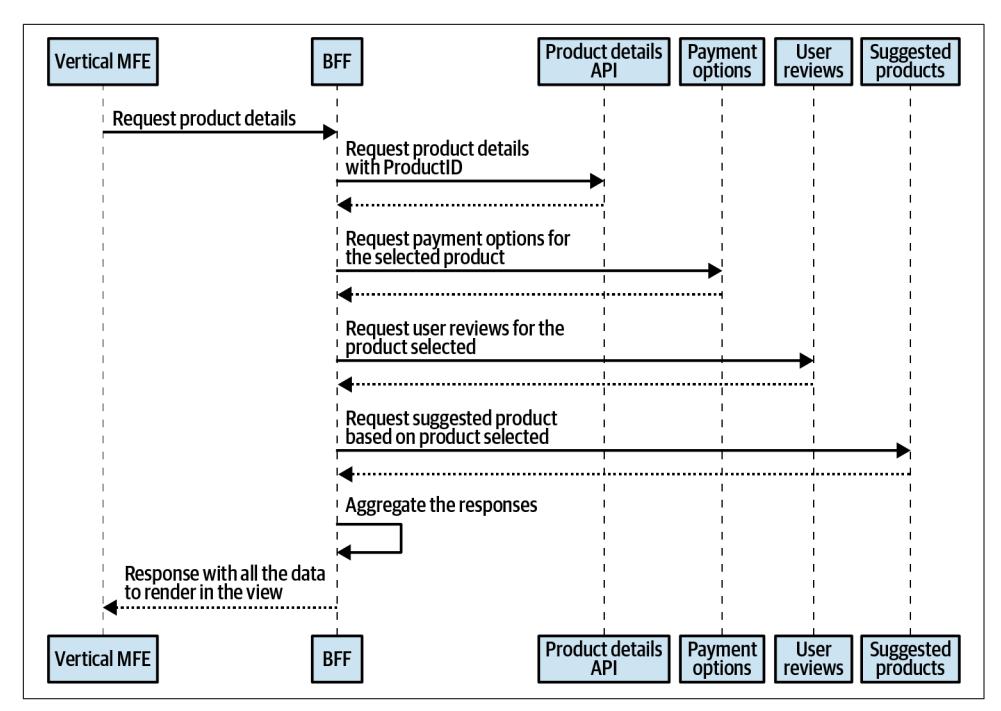 Vertical MFE
BFF
Product details
API
Payment
options
User
reviews
Suggested
products
Request product details
Request product details
with ProductID
Request payment options for
the selected product
Request user reviews for the
product selected
Request suggested product
based on product selected
Aggregate the responses
Response with all the data
to render in the view
Vertical MFE
BFF
Product details
API
Payment
options
User
reviews
Suggested
products